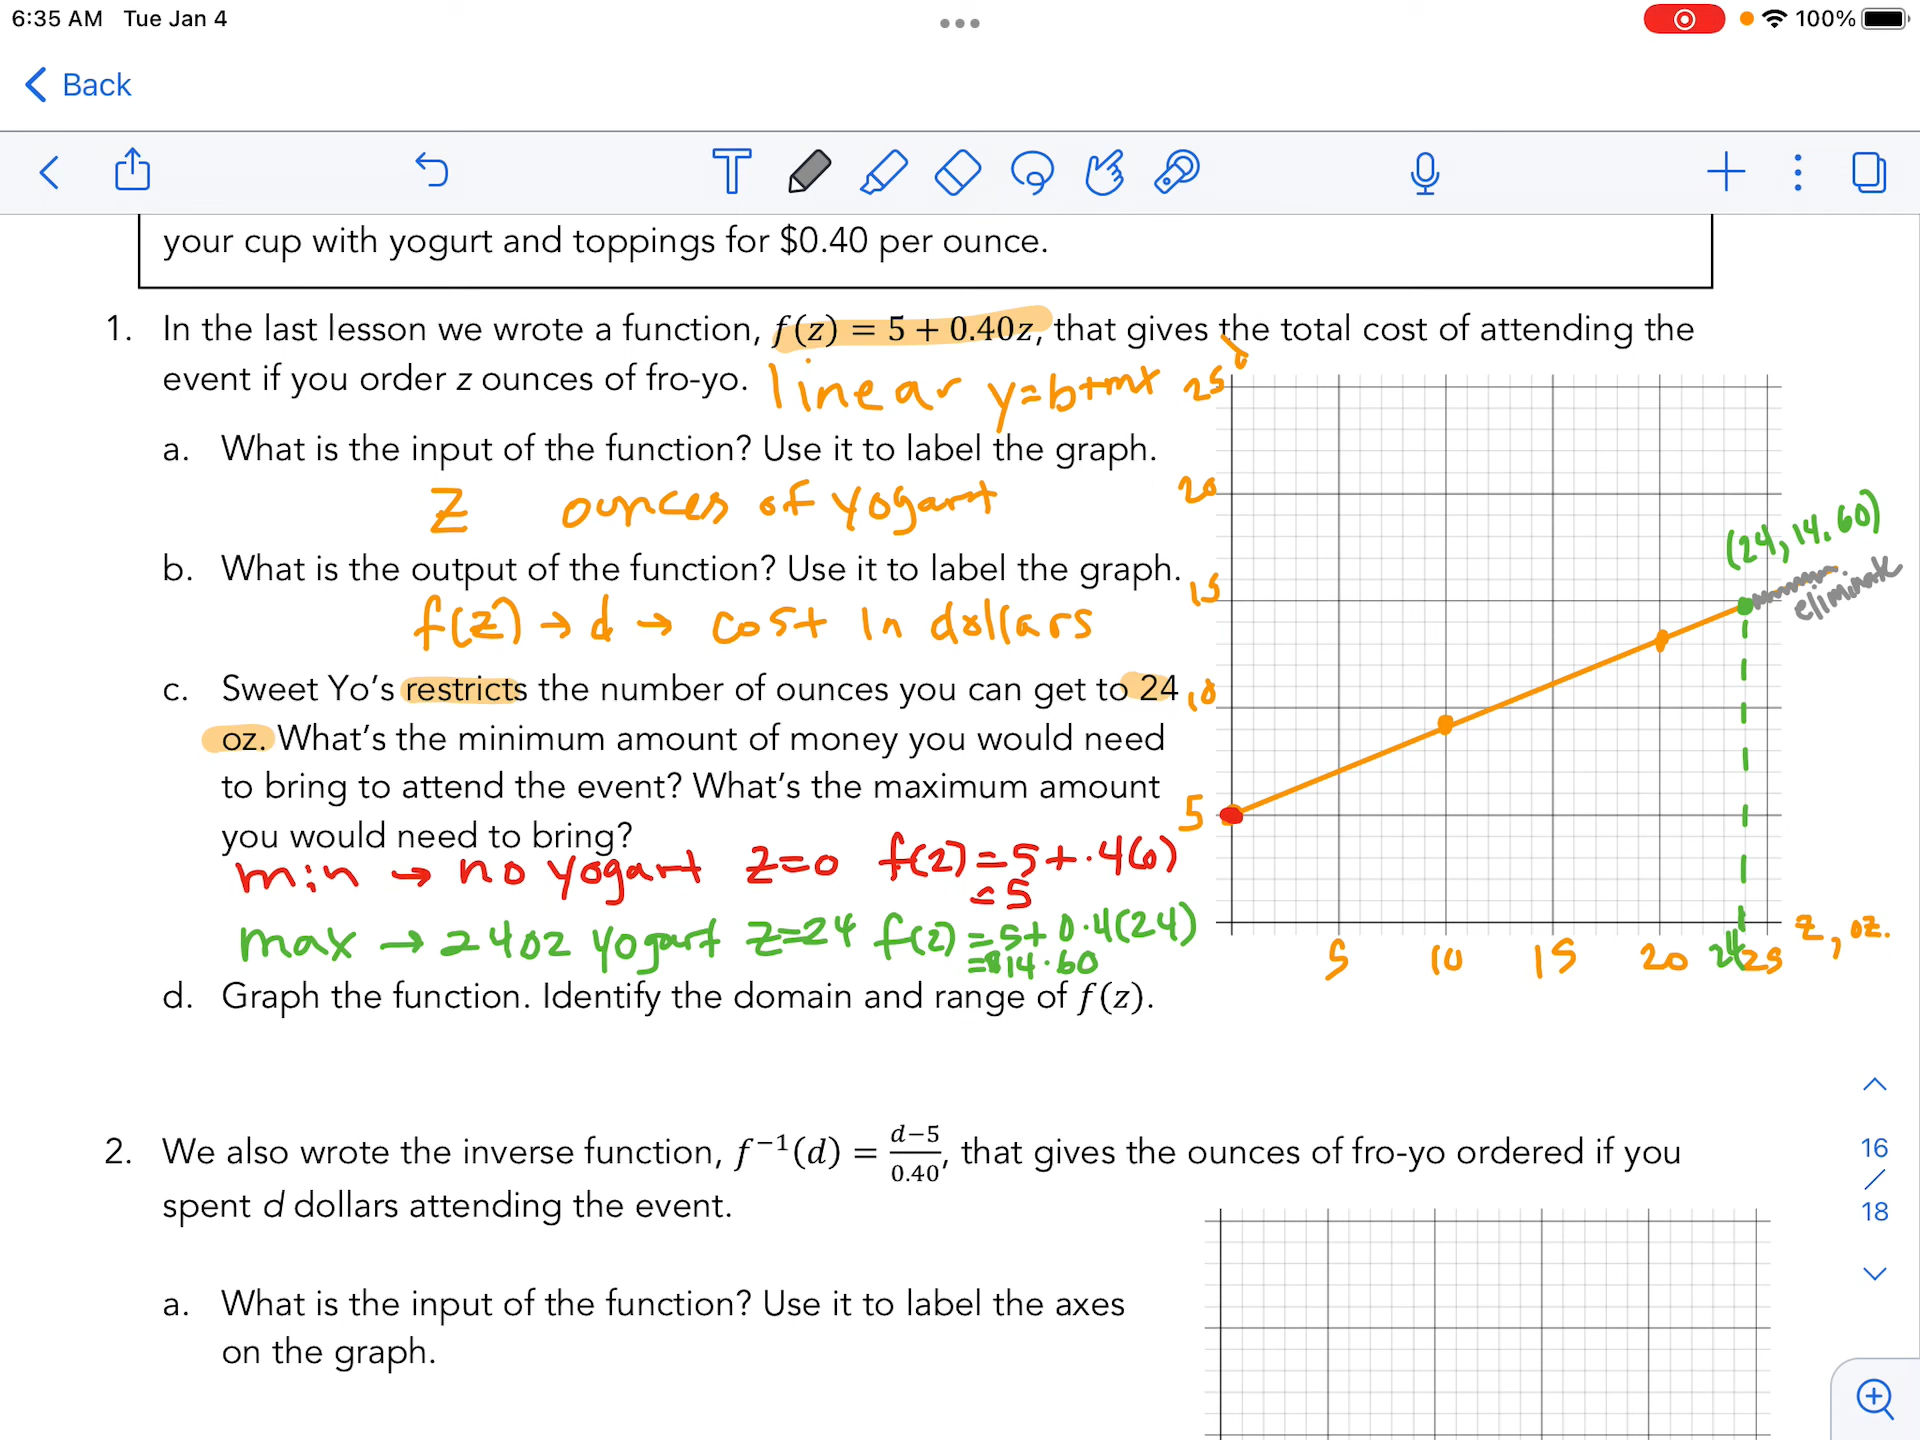 6:35 AM Tue Jan 4
100%
Back
your cup with yogurt and toppings for $0.40 per ounce.
1. In the last lesson we wrote a function, f(z) = 5 + 0.40z, that gives the total cost of attending the
event if you order z ounces of fro-yo.
linear y=b+mx
a. What is the input of the function? Use it to label the graph.
Z ounces of yogart
b. What is the output of the function? Use it to label the graph.
f(z) → d → cost in dollars
c. Sweet Yo's restricts the number of ounces you can get to 24
oz. What's the minimum amount of money you would need
to bring to attend the event? What's the maximum amount
you would need to bring?
min → no yogart z=0 f(z)=5+.4(0)
=5
max → 24oz yogart z=24 f(z)=5+0.4(24)
=$14.60
d. Graph the function. Identify the domain and range of f(z).
d
25
20
15
10
5
(24, 14.60)
eliminate
5 10 15 20 24 25
z, oz.
2. We also wrote the inverse function, f⁻¹(d) = d−5/0.40, that gives the ounces of fro-yo ordered if you
spent d dollars attending the event.
a. What is the input of the function? Use it to label the axes
on the graph.
16
/
18